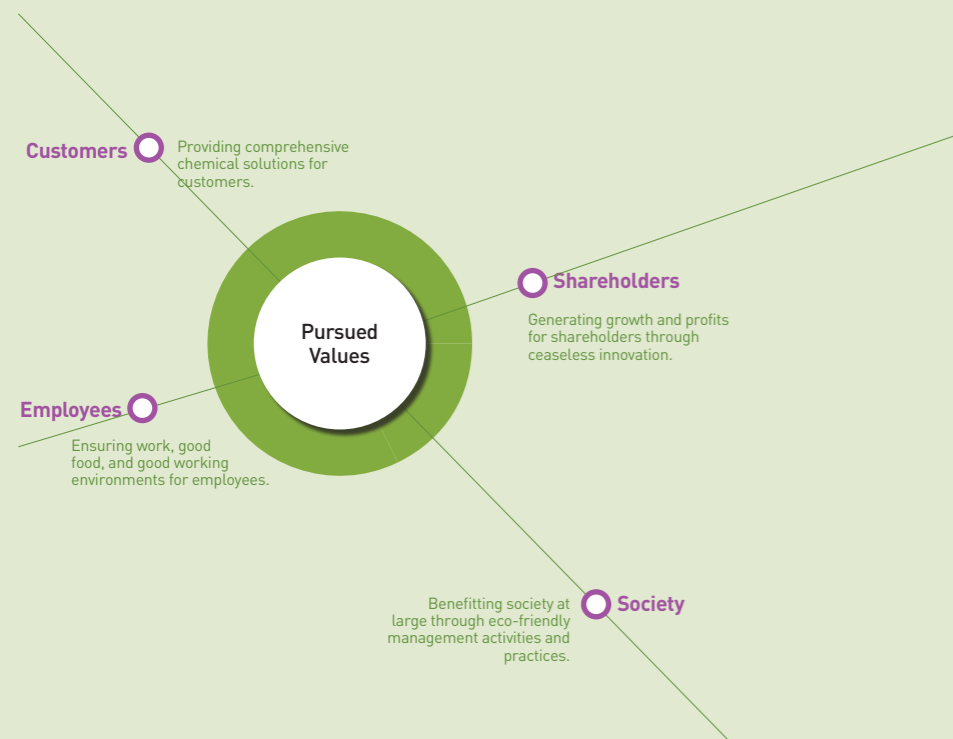 Customers
Providing comprehensive
chemical solutions for
customers.
Shareholders
Generating growth and profits
for shareholders through
ceaseless innovation.
Pursued
Values
Employees
Ensuring work, good
food, and good working
environments for employees.
Society
Benefitting society at
large through eco-friendly
management activities and
practices.